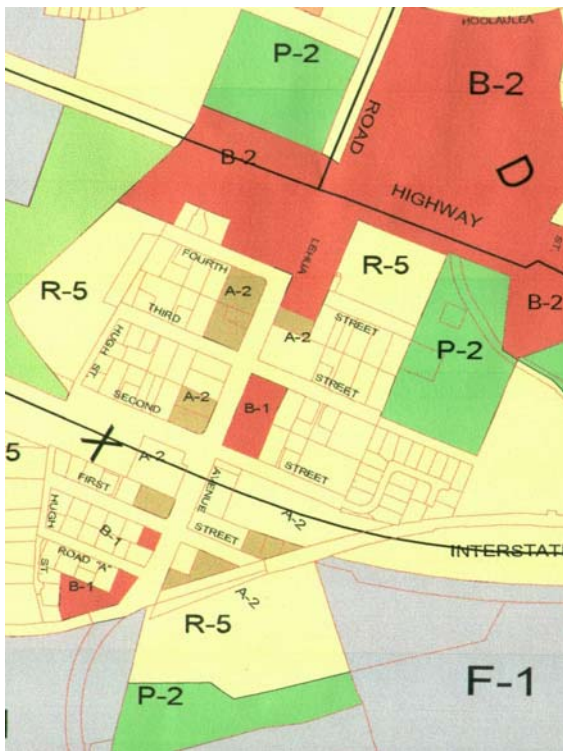 HOOLAULEA
P-2
B-2
ROAD
B-2
D
HIGHWAY
ST.
LEHUA
FOURTH
R-5
R-5
A-2
B-2
THIRD
A-2
STREET
P-2
HUGH ST.
STREET
SECOND
A-2
B-1
5
A-2
FIRST
AVENUE
STREET
HUGH ST.
B-1
STREET
A-2
ROAD "A"
INTERSTATE
B-1
A-2
R-5
F-1
P-2